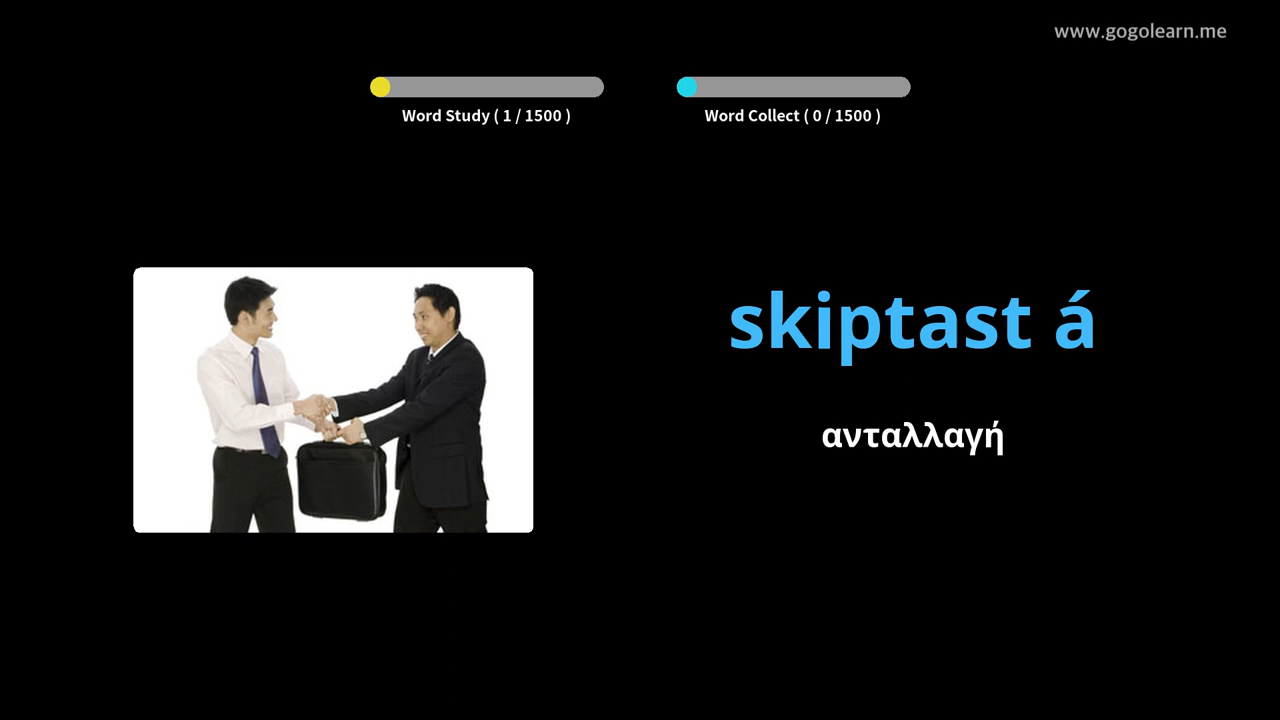 www.gogolearn.me
Word Study ( 1 / 1500 )
Word Collect ( 0 / 1500 )
skiptast á
ανταλλαγή